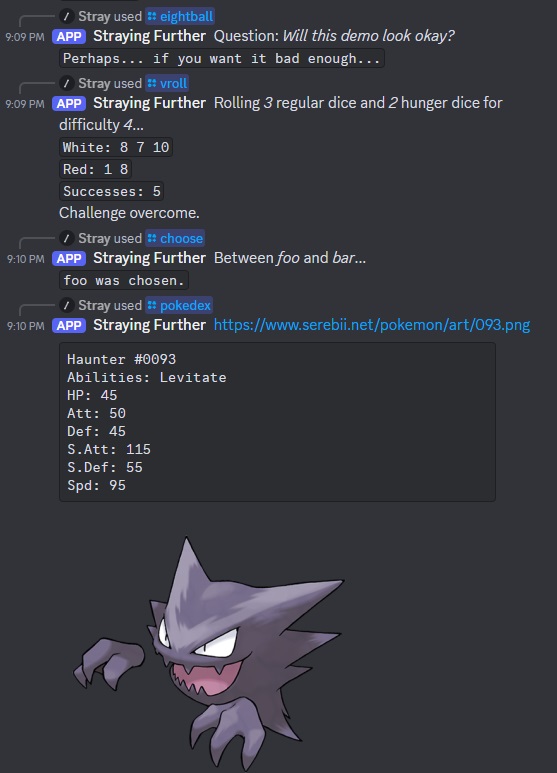 / Stray used eightball
9:09 PM APP Straying Further Question: Will this demo look okay?
Perhaps... if you want it bad enough...
/ Stray used vroll
9:09 PM APP Straying Further Rolling 3 regular dice and 2 hunger dice for
difficulty 4...
White: 8 7 10
Red: 1 8
Successes: 5
Challenge overcome.
/ Stray used choose
9:10 PM APP Straying Further Between foo and bar...
foo was chosen.
/ Stray used pokedex
9:10 PM APP Straying Further https://www.serebii.net/pokemon/art/093.png
Haunter #0093
Abilities: Levitate
HP: 45
Att: 50
Def: 45
S.Att: 115
S.Def: 55
Spd: 95